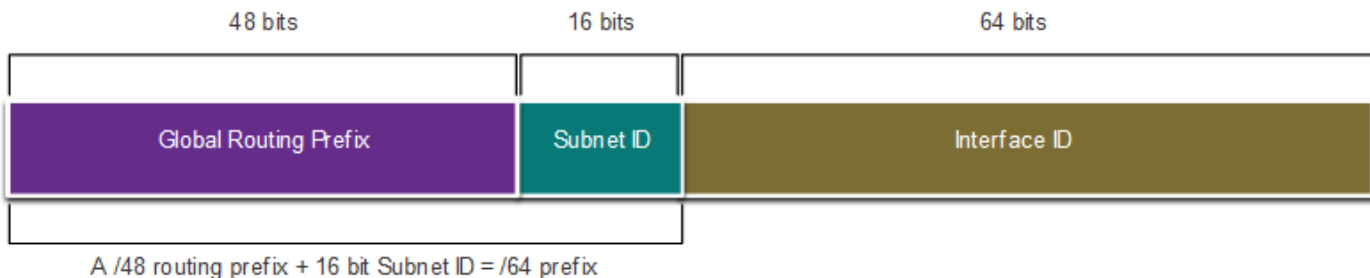 48 bits 16 bits 64 bits
Global Routing Prefix Subnet ID Interface ID
A /48 routing prefix + 16 bit Subnet ID = /64 prefix